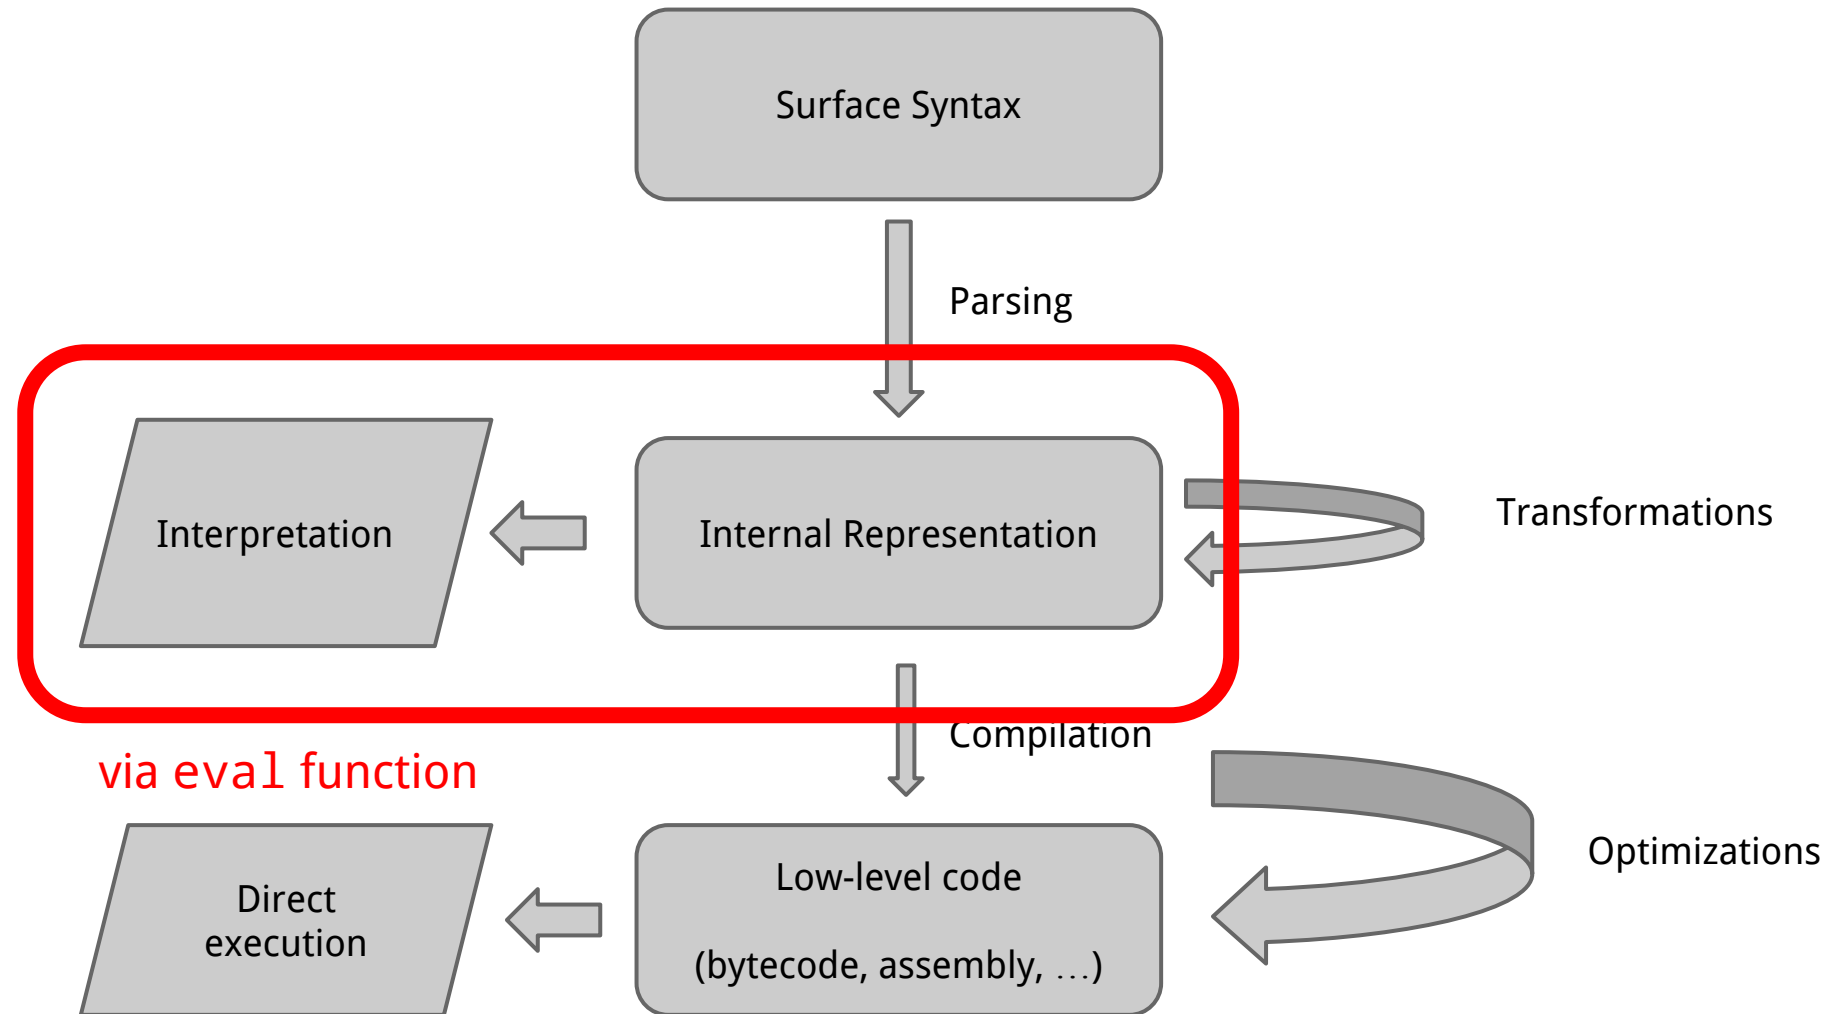 Surface Syntax
Parsing
Interpretation
Internal Representation
Transformations
Compilation
via eval function
Direct
execution
Low-level code
(bytecode, assembly, ...)
Optimizations